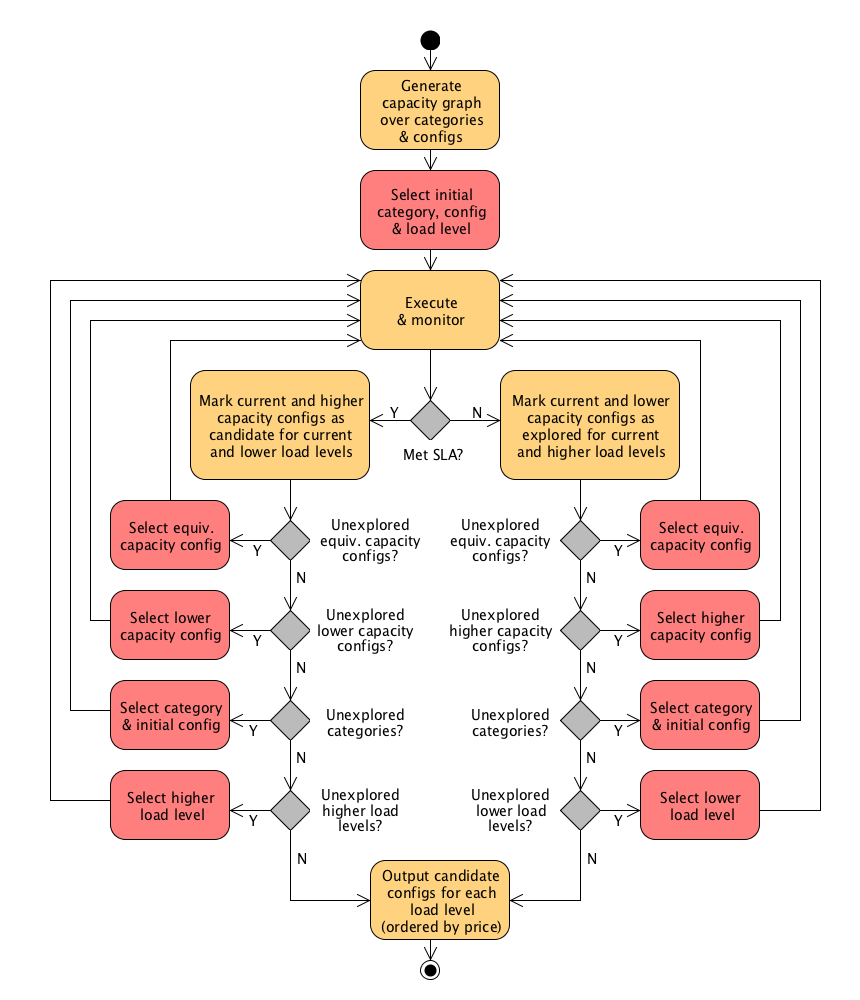 Generate
capacity graph
over categories
& configs
Select initial
category, config
& load level
Execute
& monitor
Mark current and higher
capacity configs as
candidate for current
and lower load levels
Y
N
Met SLA?
Mark current and lower
capacity configs as
explored for current
and higher load levels
Select equiv.
capacity config
Y
Unexplored
equiv. capacity
configs?
N
Unexplored
equiv. capacity
configs?
Y
N
Select equiv.
capacity config
Select lower
capacity config
Y
Unexplored
lower capacity
configs?
N
Unexplored
higher capacity
configs?
Y
N
Select higher
capacity config
Select category
& initial config
Y
Unexplored
categories?
N
Unexplored
categories?
Y
N
Select category
& initial config
Select higher
load level
Y
Unexplored
higher load
levels?
N
Unexplored
lower load
levels?
Y
N
Select lower
load level
Output candidate
configs for each
load level
(ordered by price)